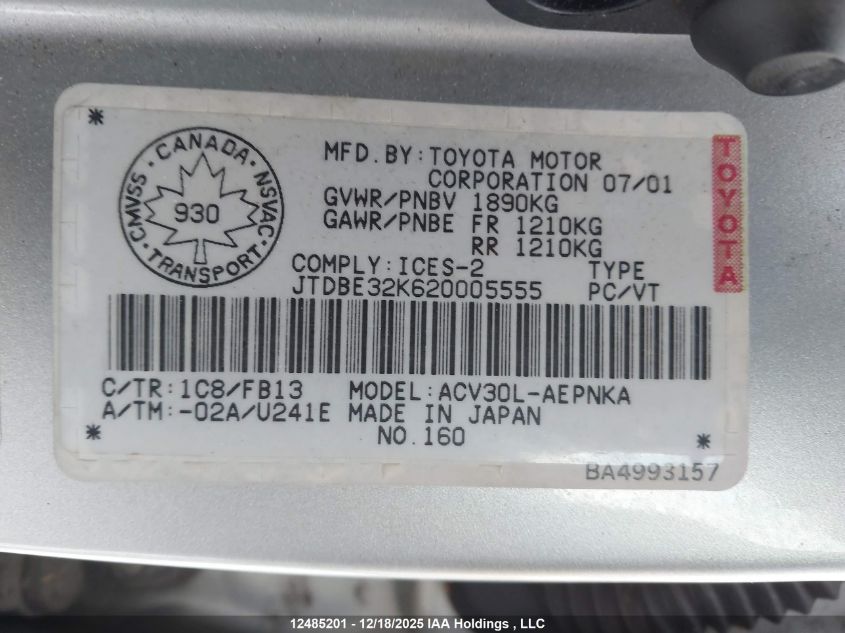 *
CMVSS · CANADA · NSVAC · TRANSPORT ·
930
MFD.BY:TOYOTA MOTOR
CORPORATION 07/01
GVWR/PNBV 1890KG
GAWR/PNBE FR 1210KG
RR 1210KG
COMPLY:ICES-2 TYPE
JTDBE32K620005555 PC/VT
TOYOTA
C/TR:1C8/FB13 MODEL:ACV30L-AEPNKA
A/TM:-02A/U241E MADE IN JAPAN
* NO.160 *
BA4993157
12485201 - 12/18/2025 IAA Holdings , LLC